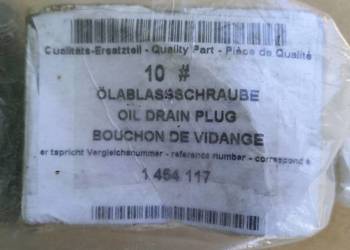 Qualitäts-Ersatzteil - Quality Part - Pièce de Qualité
10 #
ÖLABLASSSCHRAUBE
OIL DRAIN PLUG
BOUCHON DE VIDANGE
entspricht Vergleichsnummer - reference number - correspond à
1 454 117